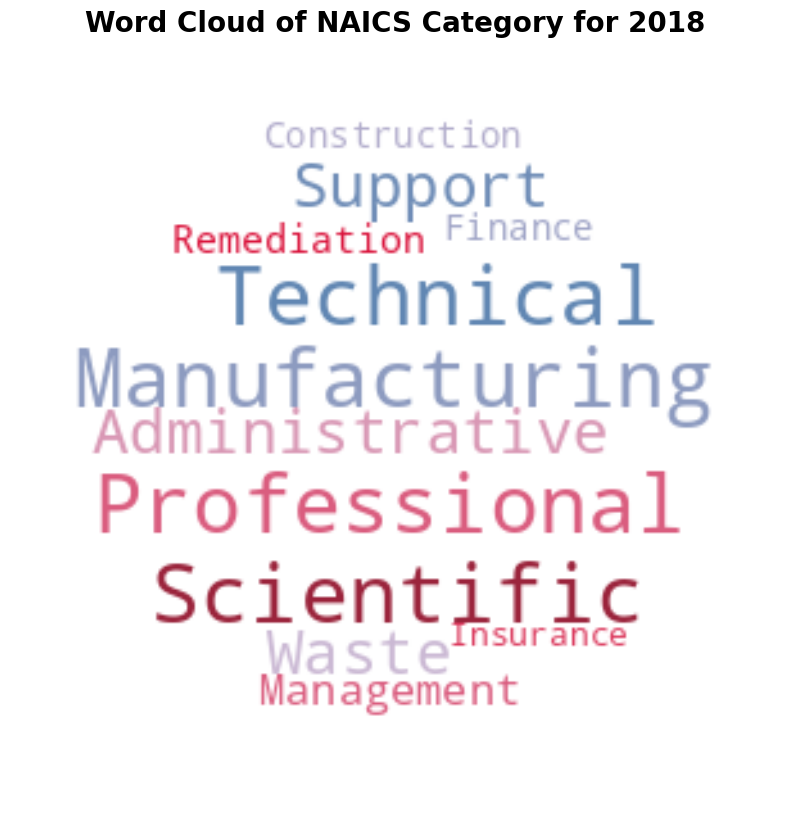 Word Cloud of NAICS Category for 2018
Construction
Support
Remediation Finance
Technical
Manufacturing
Administrative
Professional
Scientific
Insurance
Waste
Management